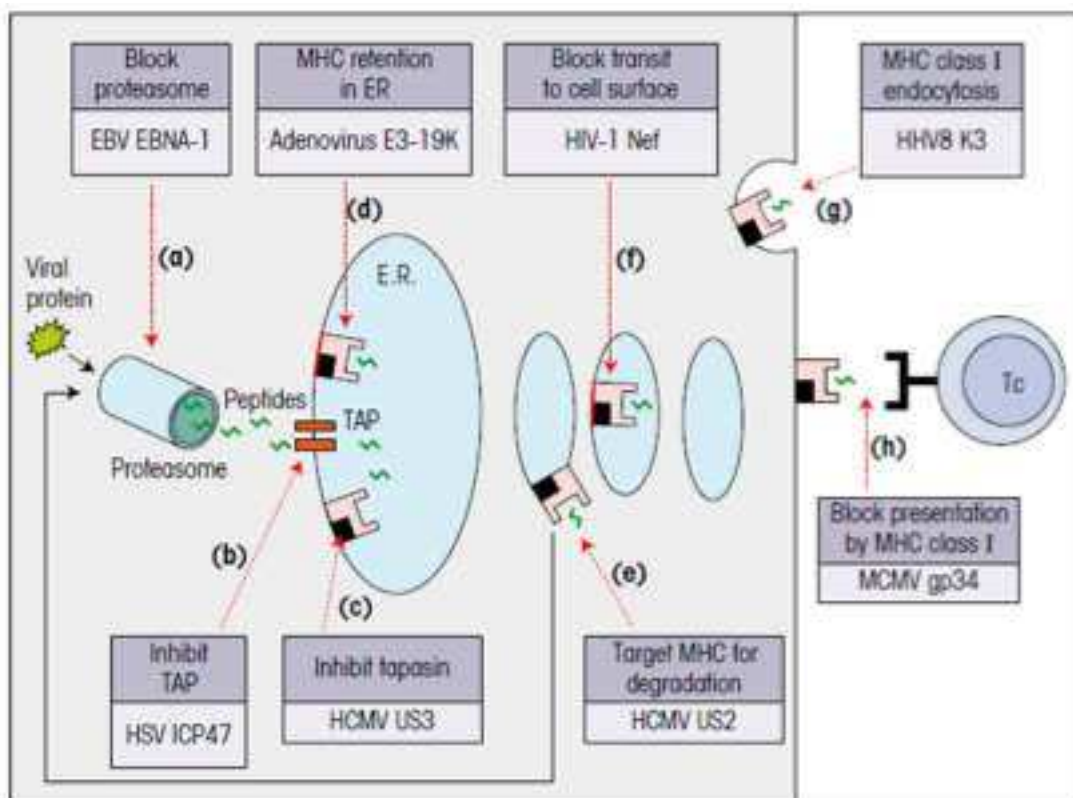 Block
proteasome
EBV EBNA-1
MHC retention
in ER
Adenovirus E3-19K
Block transit
to cell surface
HIV-1 Nef
MHC class I
endocytosis
HHV8 K3
(a)
(d)
(f)
(g)
Viral
protein
E.R.
Peptides
TAP
Proteasome
Tc
(b)
(c)
(e)
(h)
Inhibit
TAP
HSV ICP47
Inhibit tapasin
HCMV US3
Target MHC for
degradation
HCMV US2
Block presentation
by MHC class I
MCMV gp34